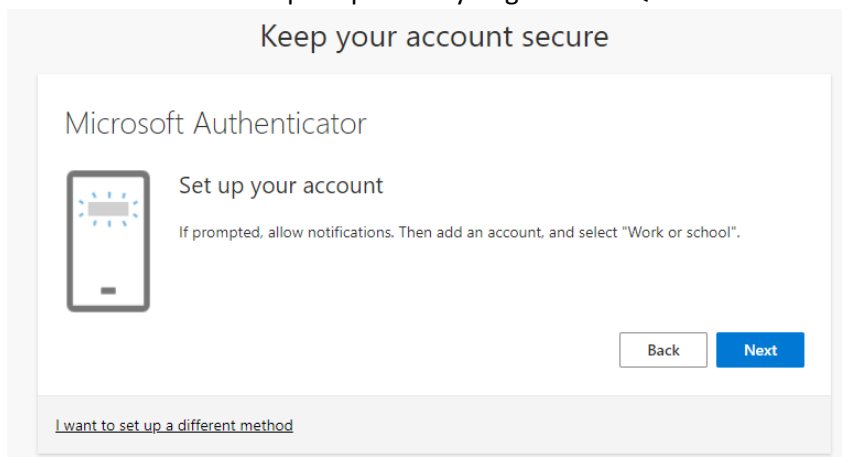 Keep your account secure
Microsoft Authenticator
Set up your account
If prompted, allow notifications. Then add an account, and select "Work or school".
Back Next
I want to set up a different method